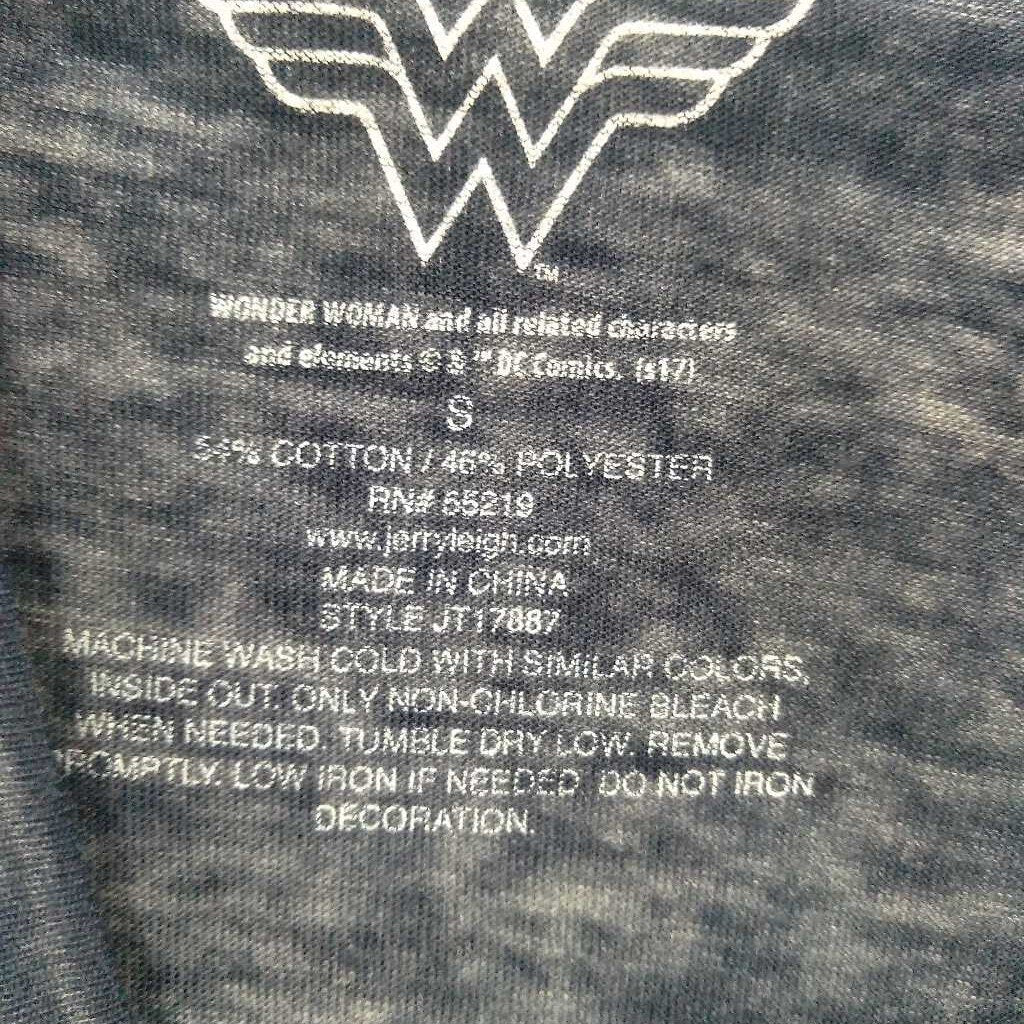 TM
WONDER WOMAN and all related characters
and elements © & ™ DC Comics. (s17)
S
54% COTTON / 46% POLYESTER
RN# 65219
www.jerryleigh.com
MADE IN CHINA
STYLE JT17887
MACHINE WASH COLD WITH SIMILAR COLORS,
INSIDE OUT. ONLY NON-CHLORINE BLEACH
WHEN NEEDED. TUMBLE DRY LOW. REMOVE
PROMPTLY. LOW IRON IF NEEDED. DO NOT IRON
DECORATION.